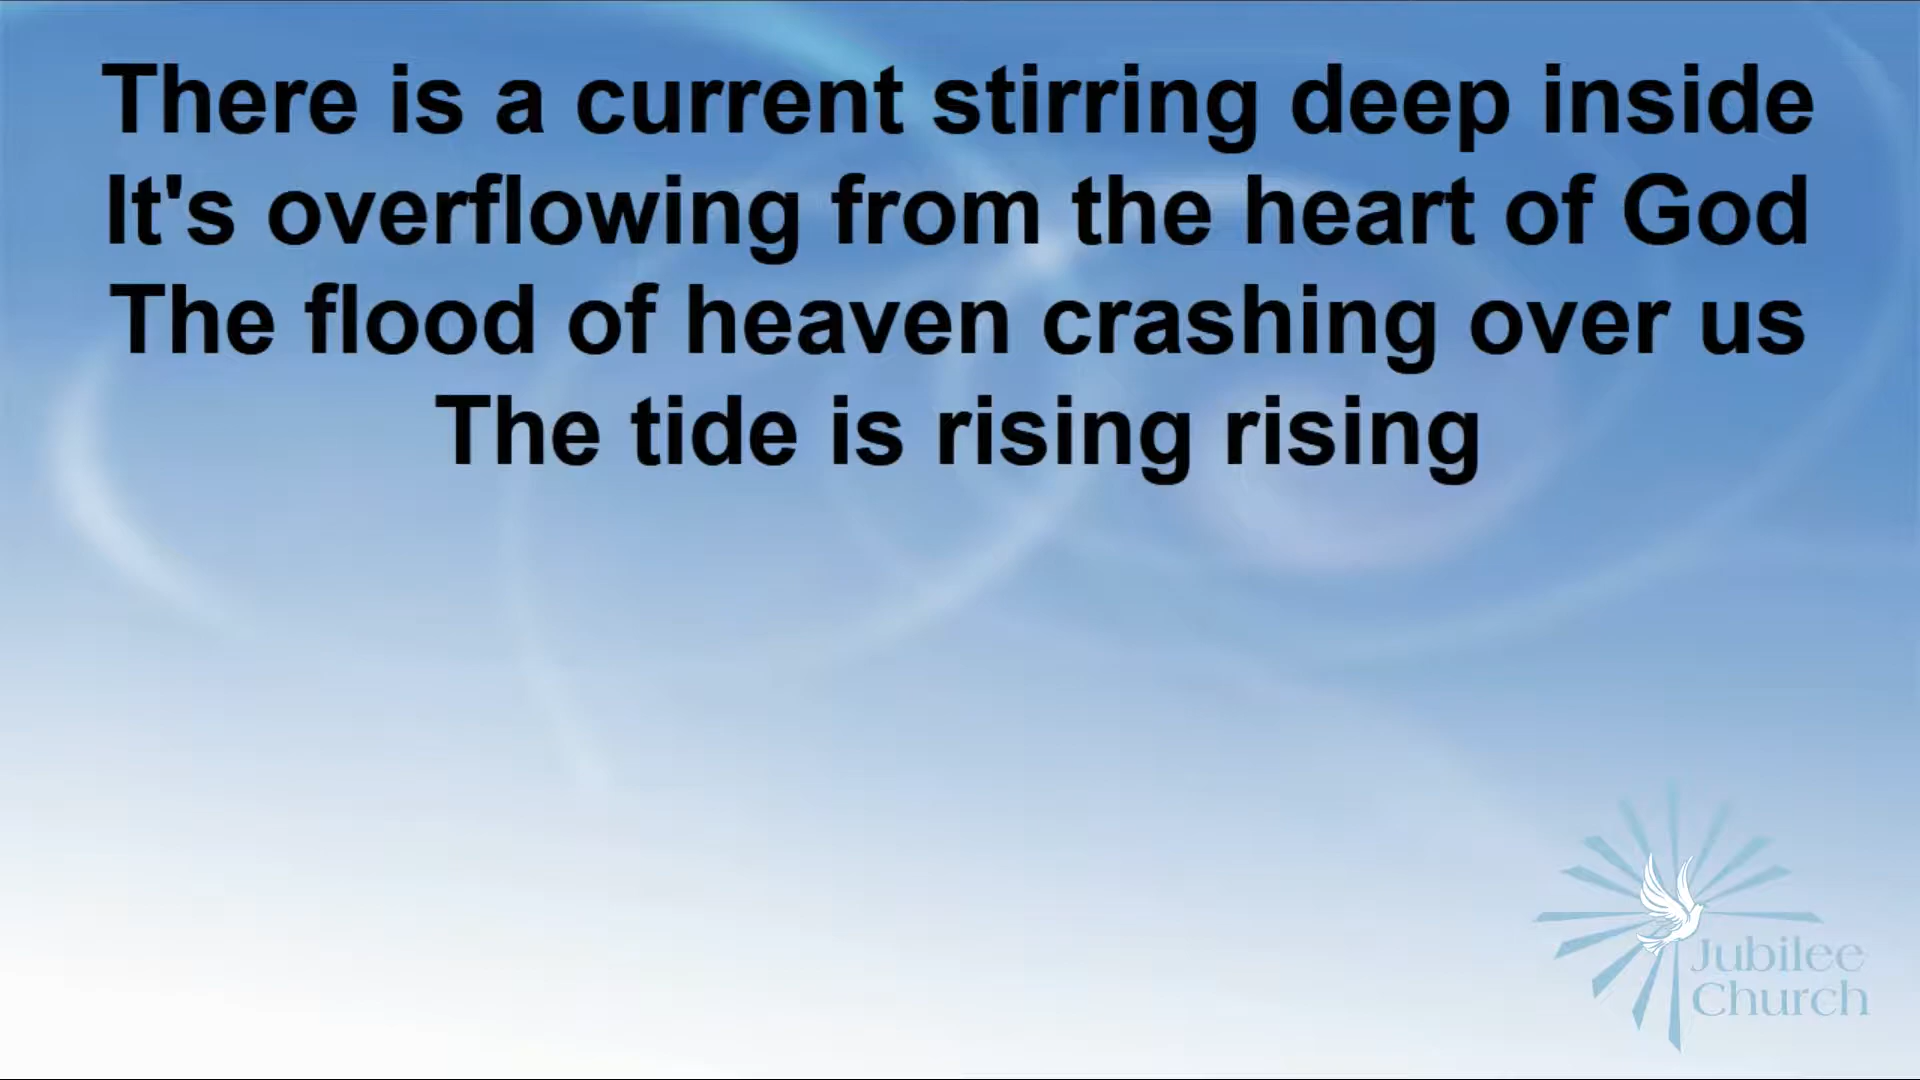 There is a current stirring deep inside
It's overflowing from the heart of God
The flood of heaven crashing over us
The tide is rising rising
Jubilee
Church